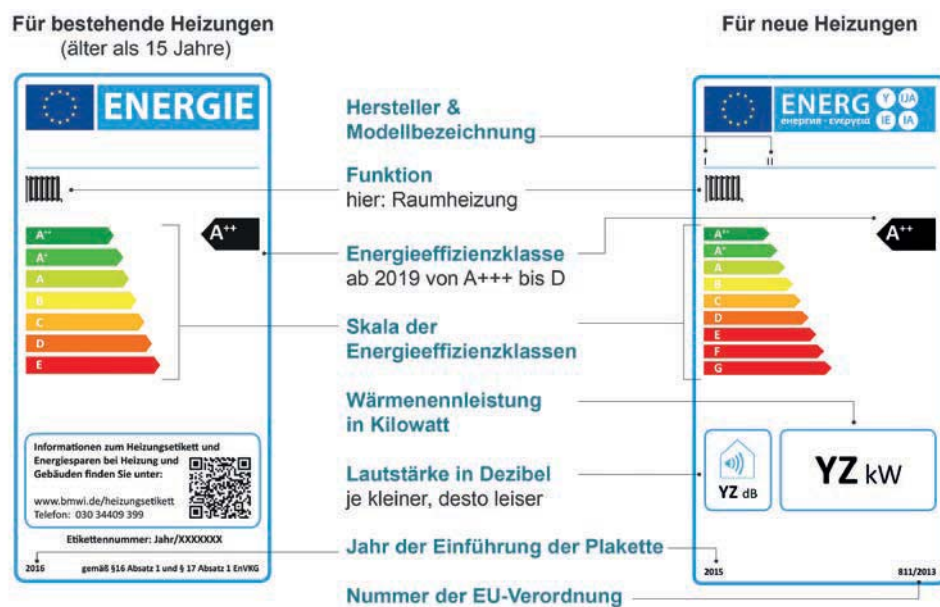 Für bestehende Heizungen
(älter als 15 Jahre)
ENERGIE
A++
A++
A+
A
B
C
D
E
Informationen zum Heizungsetikett und
Energiesparen bei Heizung und
Gebäuden finden Sie unter:
www.bmwi.de/heizungsetikett
Telefon: 030 34409 399
Etikettennummer: Jahr/XXXXXXX
2016 gemäß §16 Absatz 1 und § 17 Absatz 1 EnVKG
Hersteller &
Modellbezeichnung
Funktion
hier: Raumheizung
Energieeffizienzklasse
ab 2019 von A+++ bis D
Skala der
Energieeffizienzklassen
Wärmenennleistung
in Kilowatt
Lautstärke in Dezibel
je kleiner, desto leiser
Jahr der Einführung der Plakette
Nummer der EU-Verordnung
Für neue Heizungen
ENERG Y IJA
енергия · ενεργεια IE IA
I II
A++
A++
A+
A
B
C
D
E
F
G
YZ dB
YZ kW
2015 811/2013